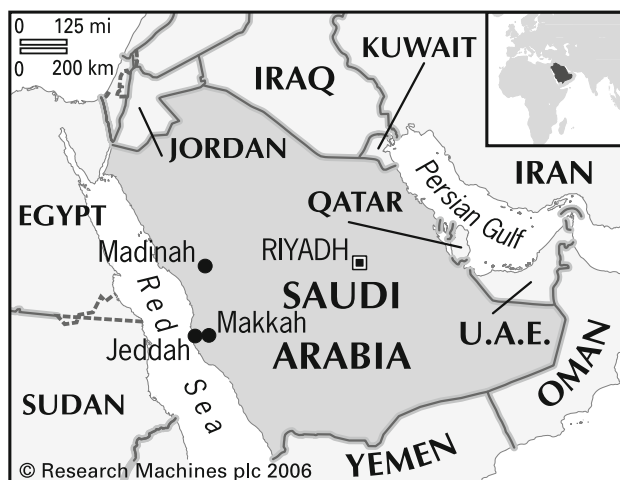 0 125 mi
0 200 km
KUWAIT
IRAQ
JORDAN
IRAN
Persian Gulf
QATAR
EGYPT
Madinah
RIYADH
SAUDI
ARABIA
Red Sea
Makkah
Jeddah
U.A.E.
OMAN
SUDAN
YEMEN
© Research Machines plc 2006